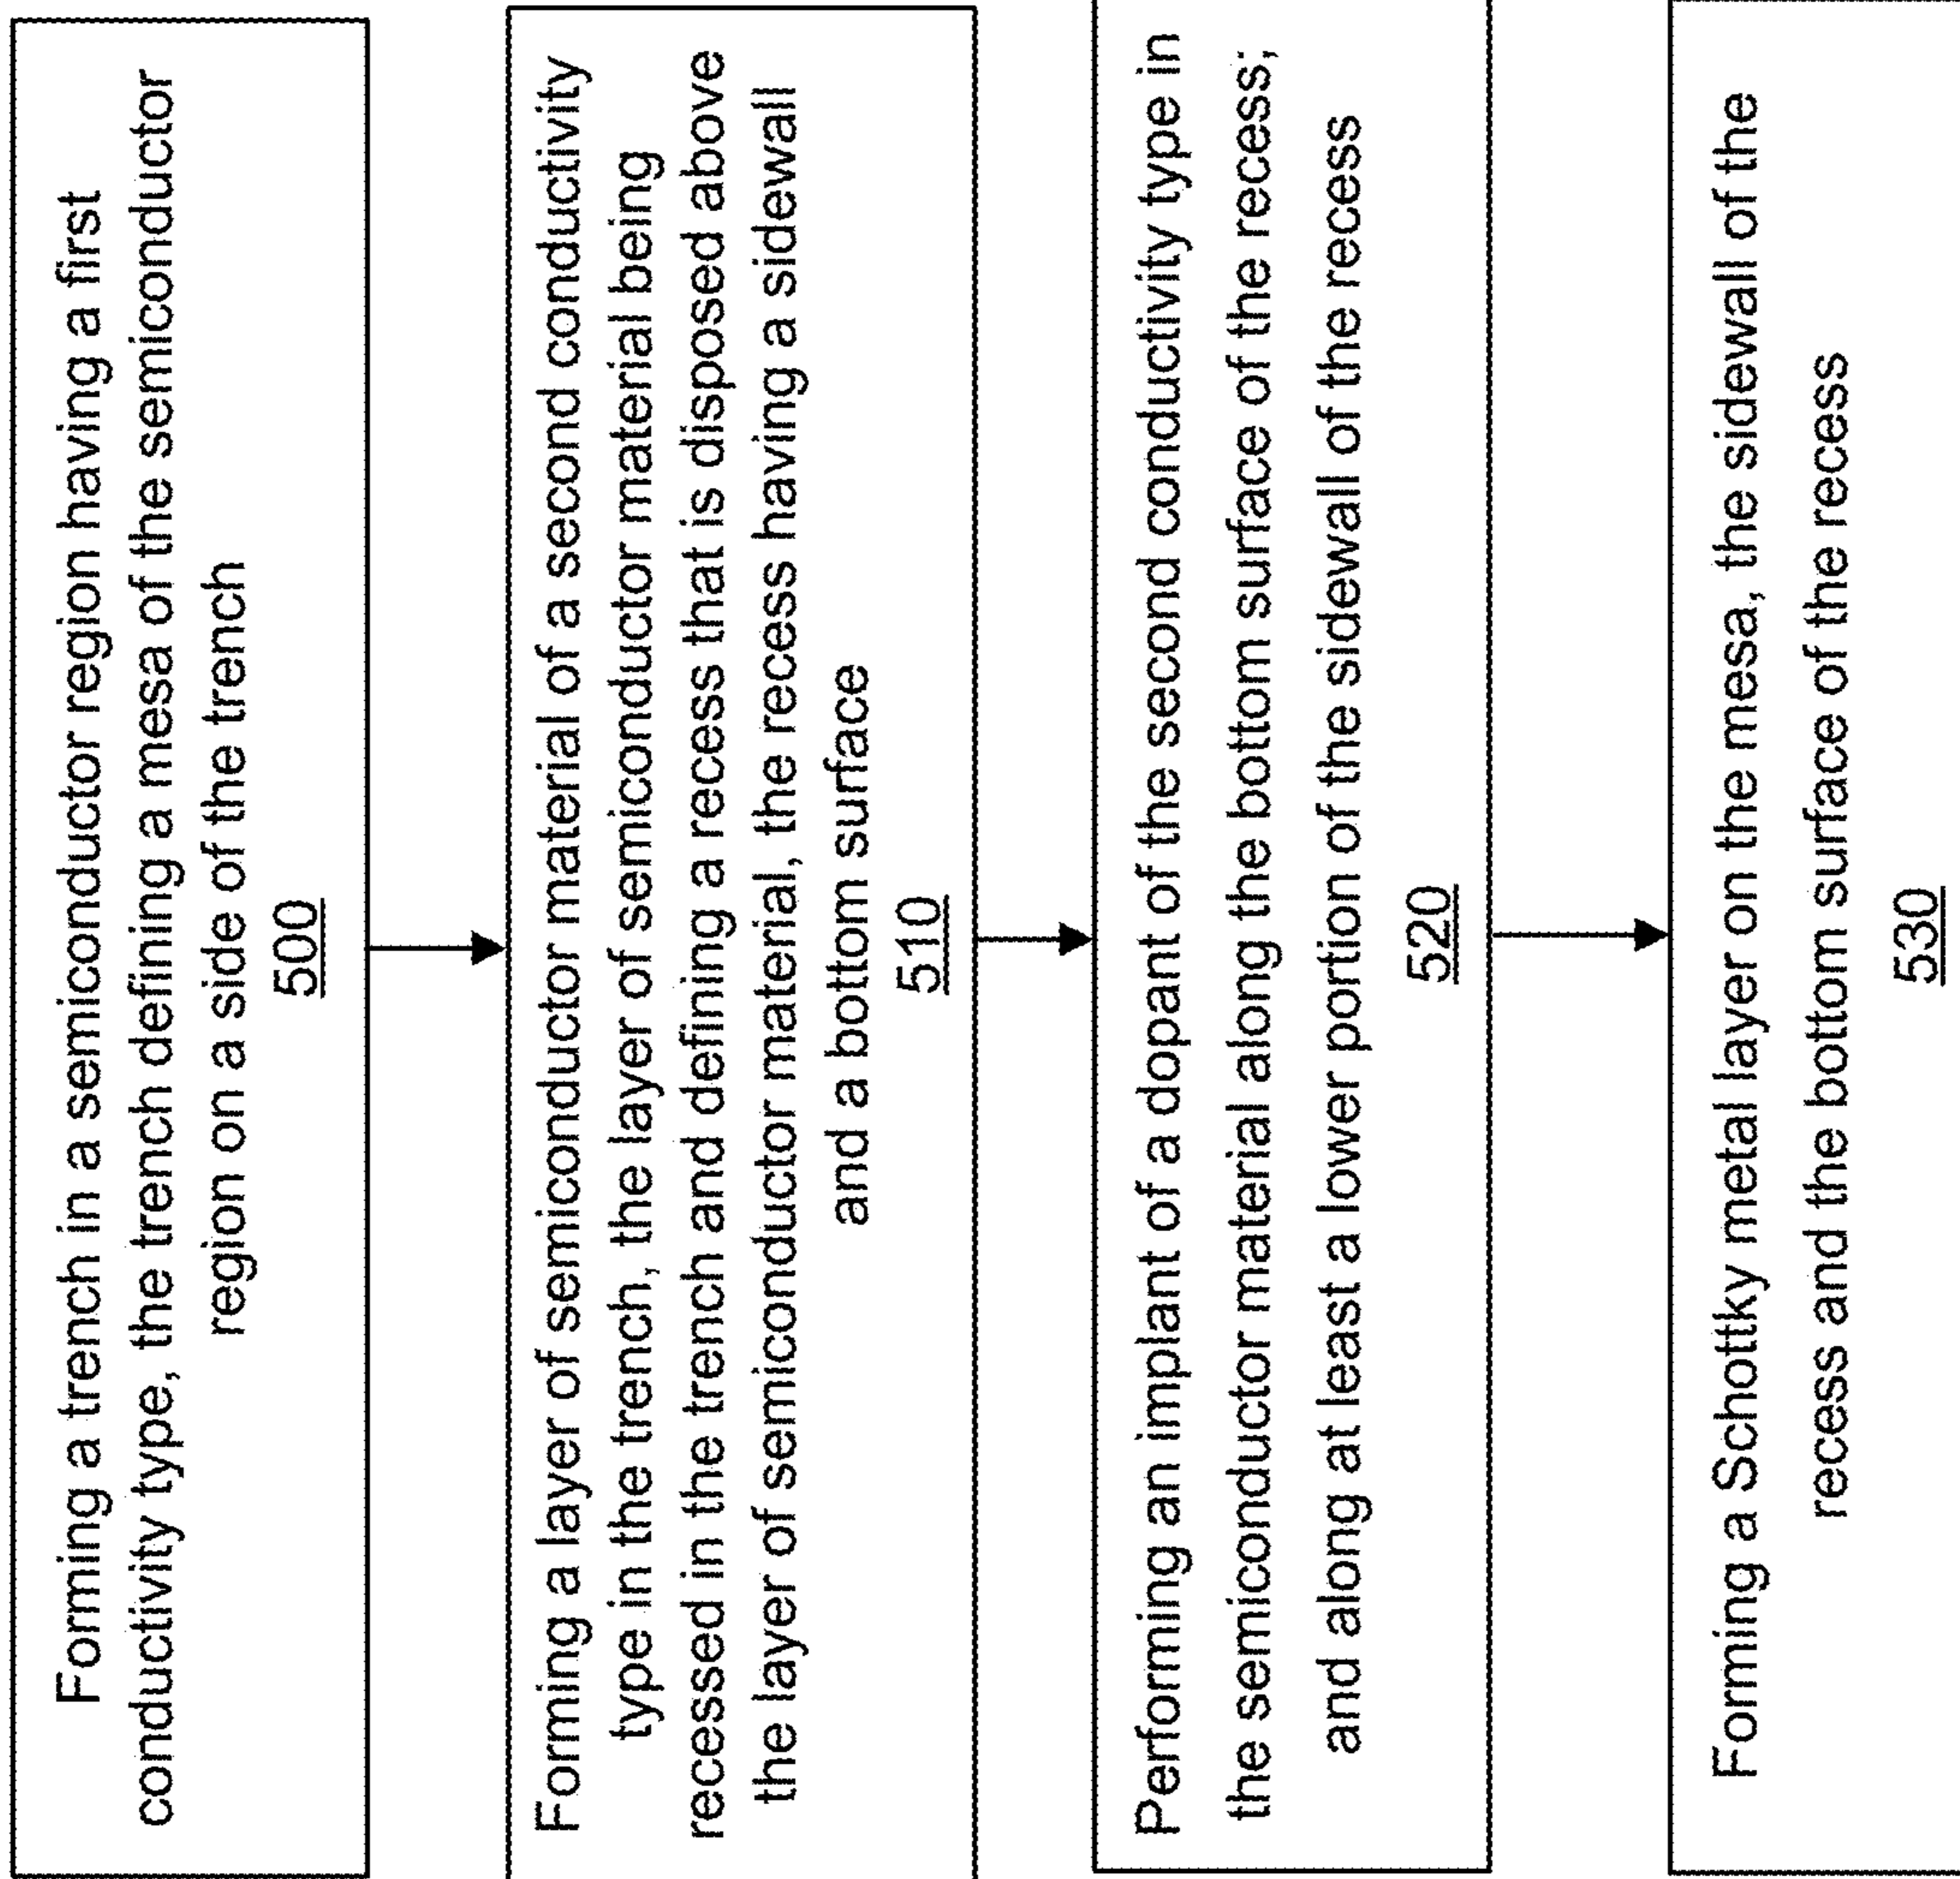 Forming a trench in a semiconductor region having a first
conductivity type, the trench defining a mesa of the semiconductor
region on a side of the trench
500
Forming a layer of semiconductor material of a second conductivity
type in the trench, the layer of semiconductor material being
recessed in the trench and defining a recess that is disposed above
the layer of semiconductor material, the recess having a sidewall
and a bottom surface
510
Performing an implant of a dopant of the second conductivity type in
the semiconductor material along the bottom surface of the recess;
and along at least a lower portion of the sidewall of the recess
520
Forming a Schottky metal layer on the mesa, the sidewall of the
recess and the bottom surface of the recess
530